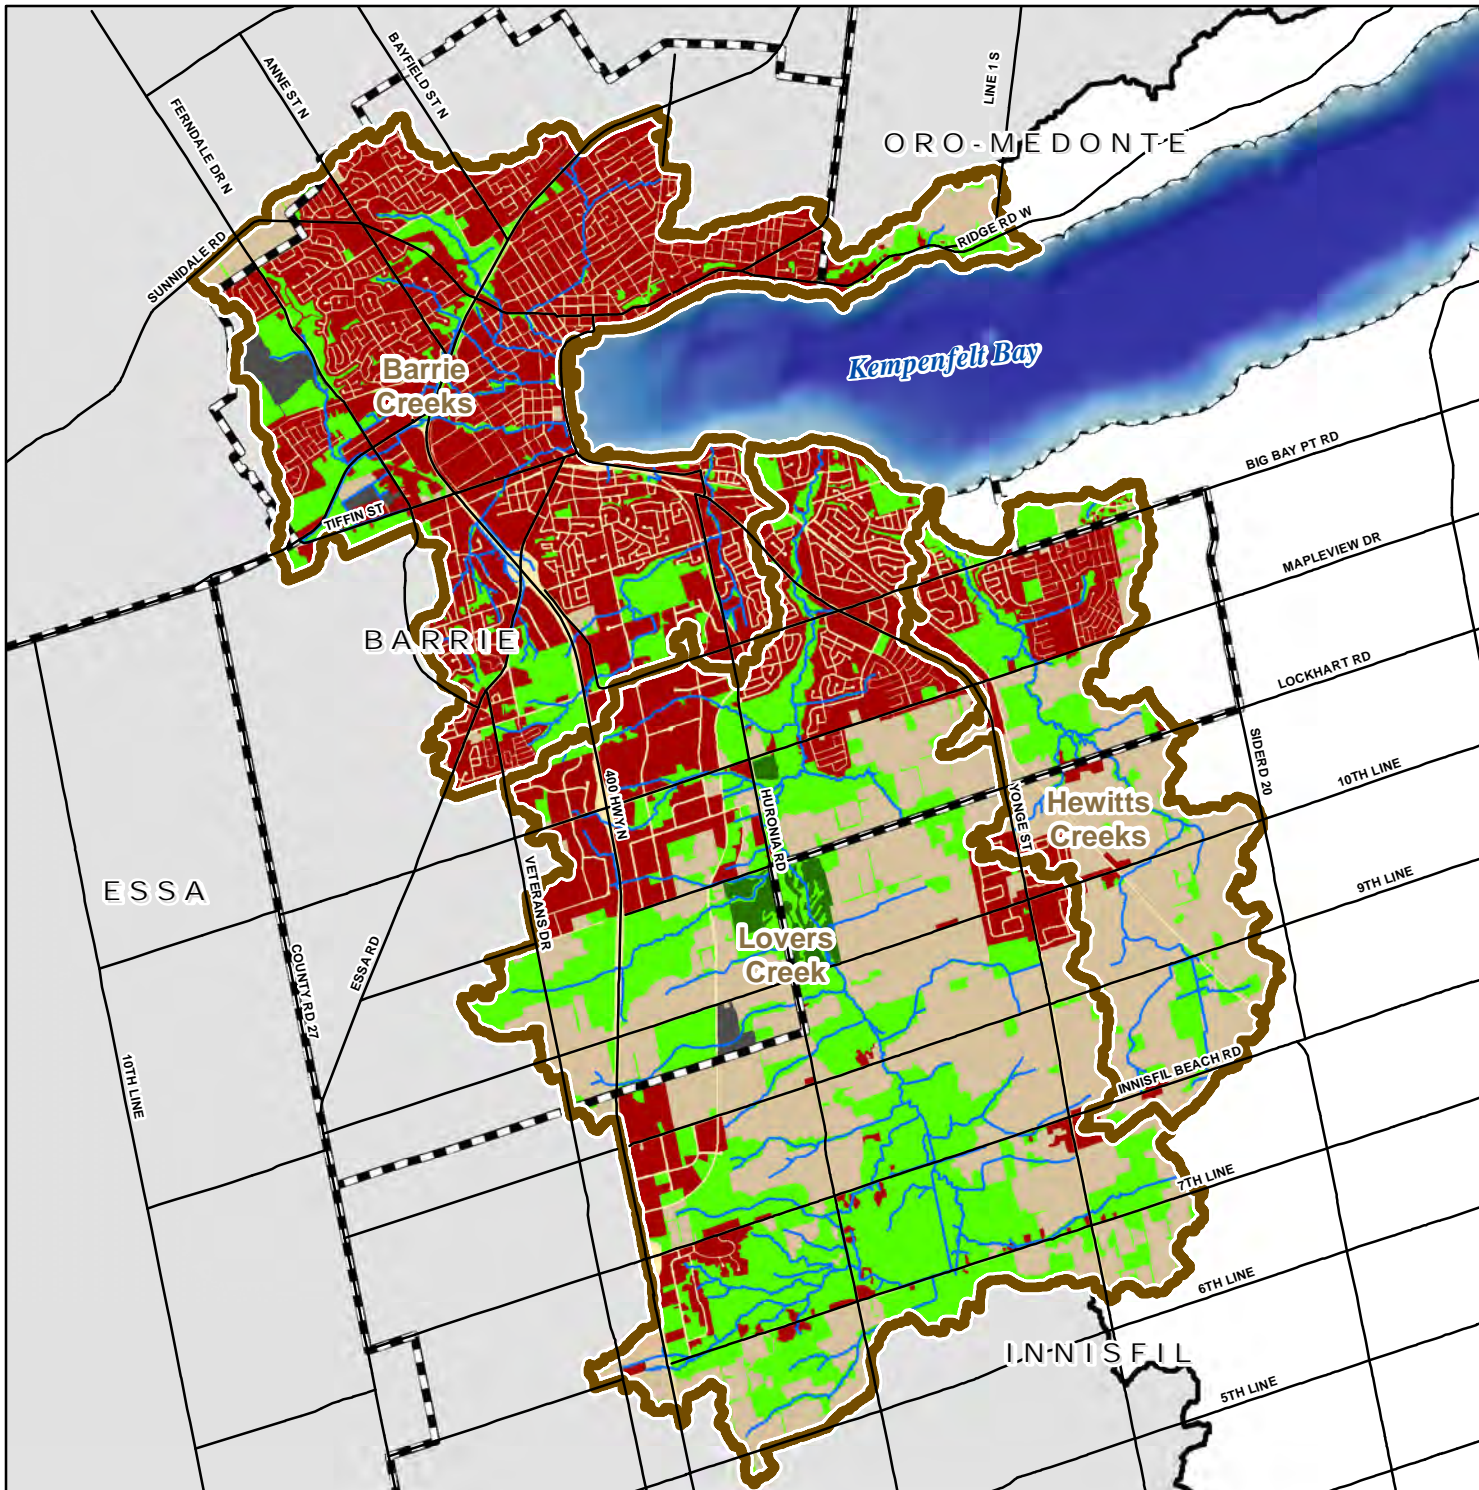 BAYFIELD ST N
ANNE ST N
FERNDALE DR N
LINE 1 S
ORO-MEDONTE
RIDGE RD W
SUNNIDALE RD
Kempenfelt Bay
Barrie
Creeks
BIG BAY PT RD
TIFFIN ST
MAPLEVIEW DR
BARRIE
LOCKHART RD
SIDERD 20
10TH LINE
400 HWY N
HURONIA RD
YONGE ST
Hewitts
Creeks
VETERANS DR
9TH LINE
ESSA
Lovers
Creek
COUNTY RD 27
ESSA RD
10TH LINE
INNISFIL BEACH RD
7TH LINE
6TH LINE
INNISFIL
5TH LINE